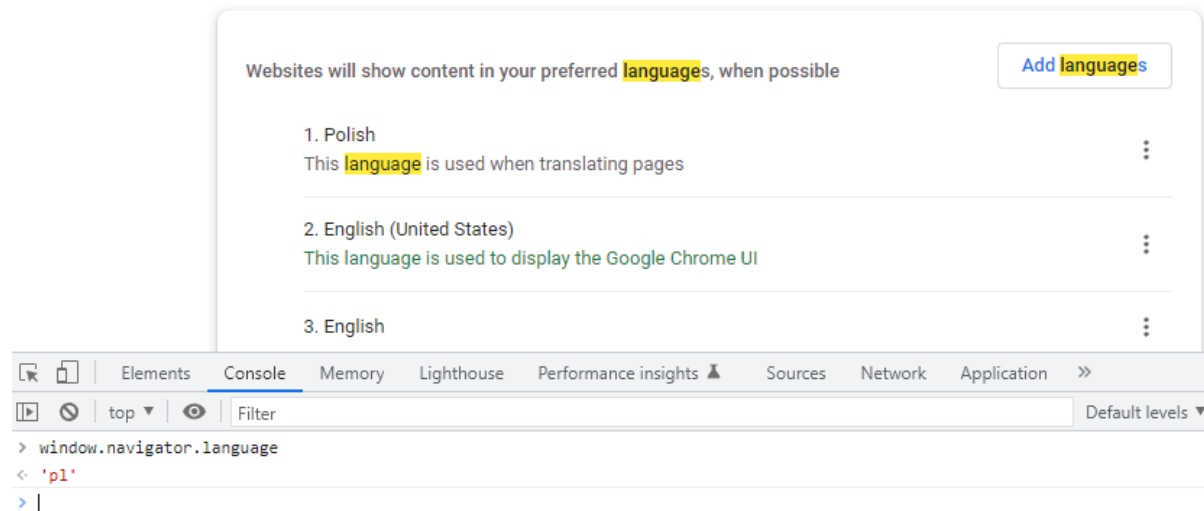 Websites will show content in your preferred languages, when possible
Add languages
1. Polish
This language is used when translating pages
2. English (United States)
This language is used to display the Google Chrome UI
3. English
Elements Console Memory Lighthouse Performance insights Sources Network Application »
top ▼ Filter Default levels ▼
> window.navigator.language
'pl'
>